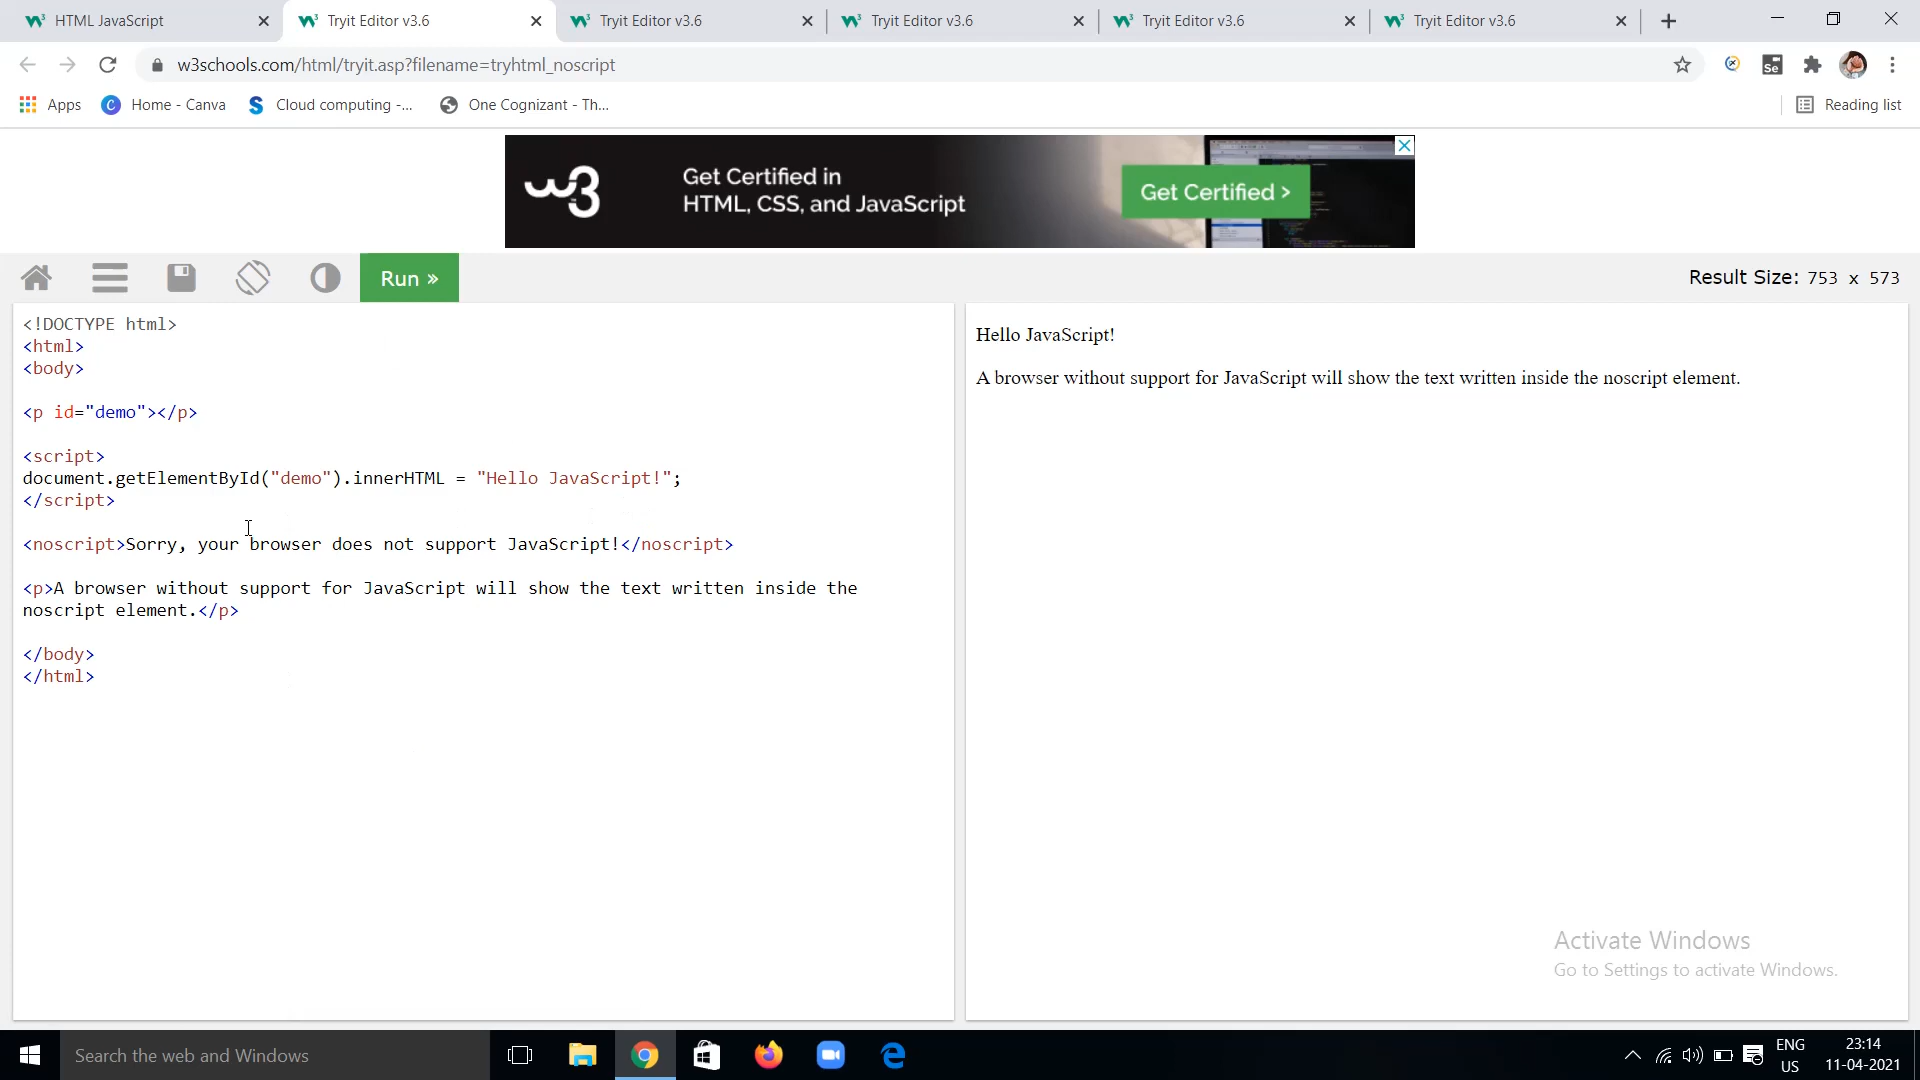 HTML JavaScript
Tryit Editor v3.6
Tryit Editor v3.6
Tryit Editor v3.6
Tryit Editor v3.6
Tryit Editor v3.6
w3schools.com/html/tryit.asp?filename=tryhtml_noscript
Se
Apps
Home - Canva
Cloud computing -...
One Cognizant - Th...
Reading list
w3
Get Certified in
HTML, CSS, and JavaScript
Get Certified >
Run »
Result Size: 753 x 573
<!DOCTYPE html>
<html>
<body>
<p id="demo"></p>
<script>
document.getElementById("demo").innerHTML = "Hello JavaScript!";
</script>
<noscript>Sorry, your browser does not support JavaScript!</noscript>
<p>A browser without support for JavaScript will show the text written inside the
noscript element.</p>
</body>
</html>
Hello JavaScript!
A browser without support for JavaScript will show the text written inside the noscript element.
Activate Windows
Go to Settings to activate Windows.
Search the web and Windows
ENG
US
23:14
11-04-2021